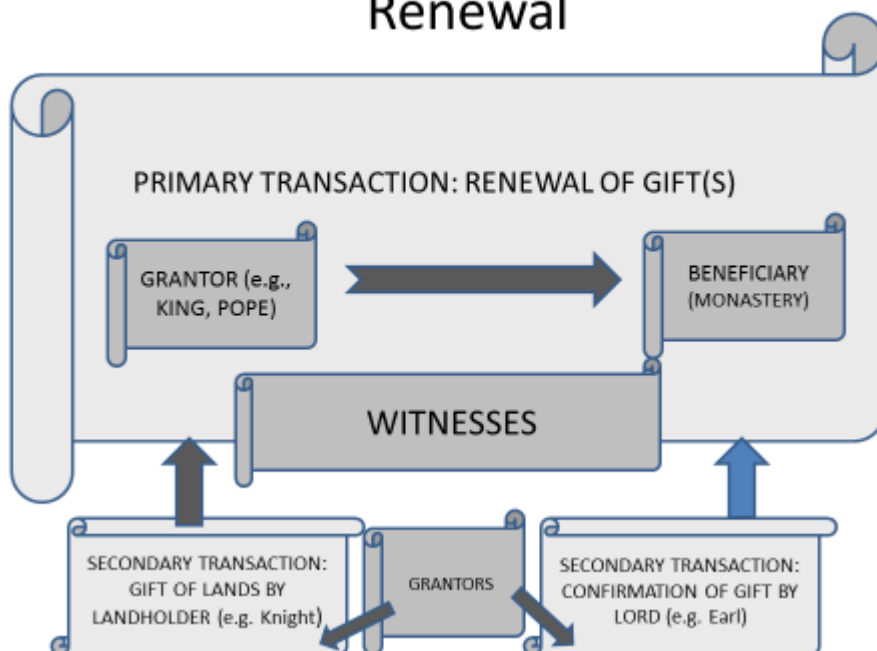 Renewal
PRIMARY TRANSACTION: RENEWAL OF GIFT(S)
GRANTOR (e.g.,
KING, POPE)
BENEFICIARY
(MONASTERY)
WITNESSES
SECONDARY TRANSACTION:
GIFT OF LANDS BY
LANDHOLDER (e.g. Knight)
GRANTORS
SECONDARY TRANSACTION:
CONFIRMATION OF GIFT BY
LORD (e.g. Earl)